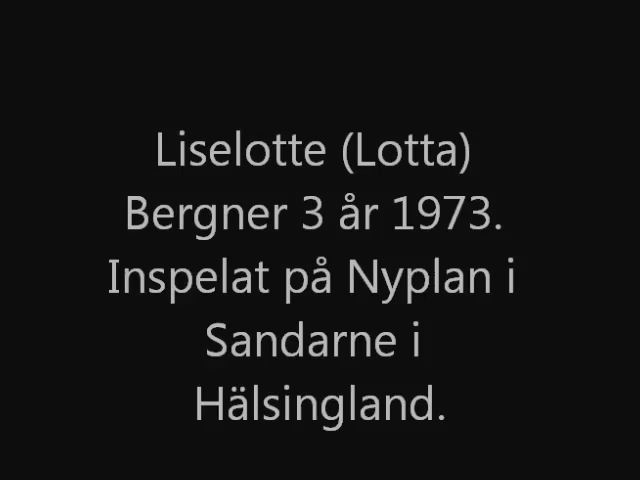 Liselotte (Lotta)
Bergner 3 år 1973.
Inspelat på Nyplan i
Sandarne i
Hälsingland.